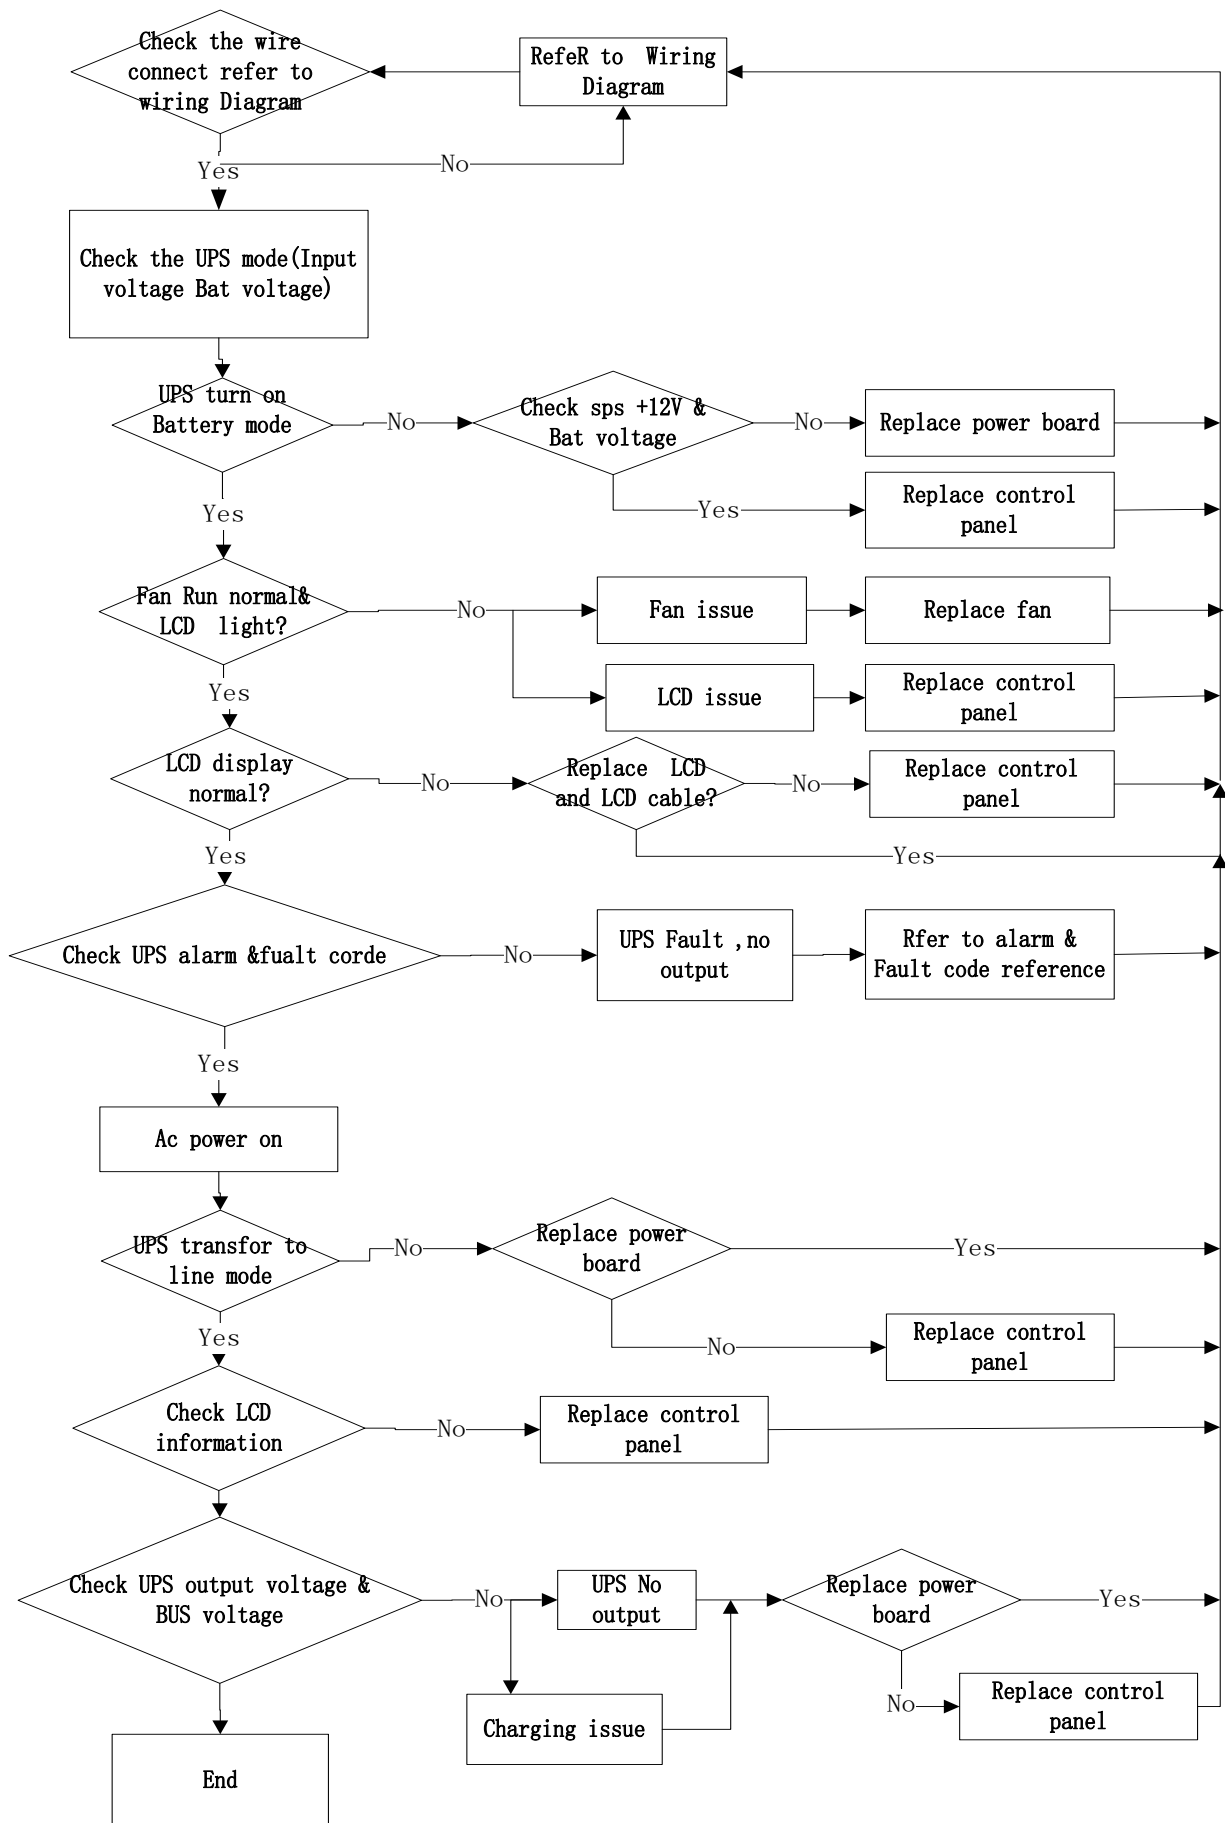 Check the wire
connect refer to
wiring Diagram
RefeR to Wiring
Diagram
No
Yes
Check the UPS mode(Input
voltage Bat voltage)
UPS turn on
Battery mode
No
Check sps +12V &
Bat voltage
No
Replace power board
Yes
Replace control
panel
Yes
Fan Run normal&
LCD light?
No
Fan issue
Replace fan
LCD issue
Replace control
panel
Yes
LCD display
normal?
No
Replace LCD
and LCD cable?
No
Replace control
panel
Yes
Yes
Check UPS alarm &fualt corde
No
UPS Fault ,no
output
Rfer to alarm &
Fault code reference
Yes
Ac power on
UPS transfor to
line mode
No
Replace power
board
Yes
No
Replace control
panel
Yes
Check LCD
information
No
Replace control
panel
Check UPS output voltage &
BUS voltage
No
UPS No
output
Replace power
board
Yes
Charging issue
No
Replace control
panel
End